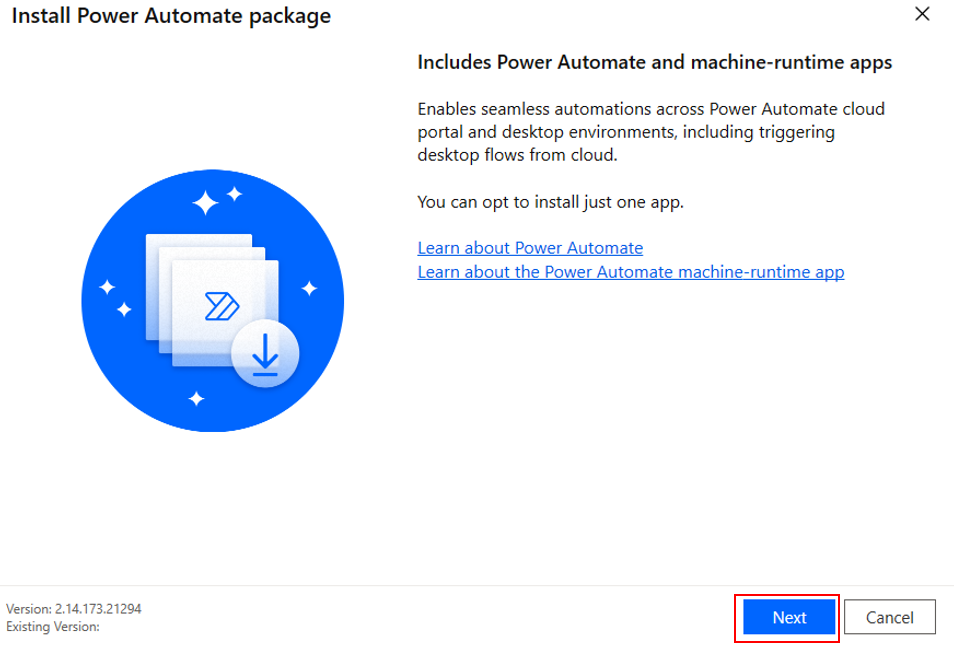 Install Power Automate package
Includes Power Automate and machine-runtime apps
Enables seamless automations across Power Automate cloud
portal and desktop environments, including triggering
desktop flows from cloud.
You can opt to install just one app.
Learn about Power Automate
Learn about the Power Automate machine-runtime app
Version: 2.14.173.21294
Existing Version:
Next
Cancel